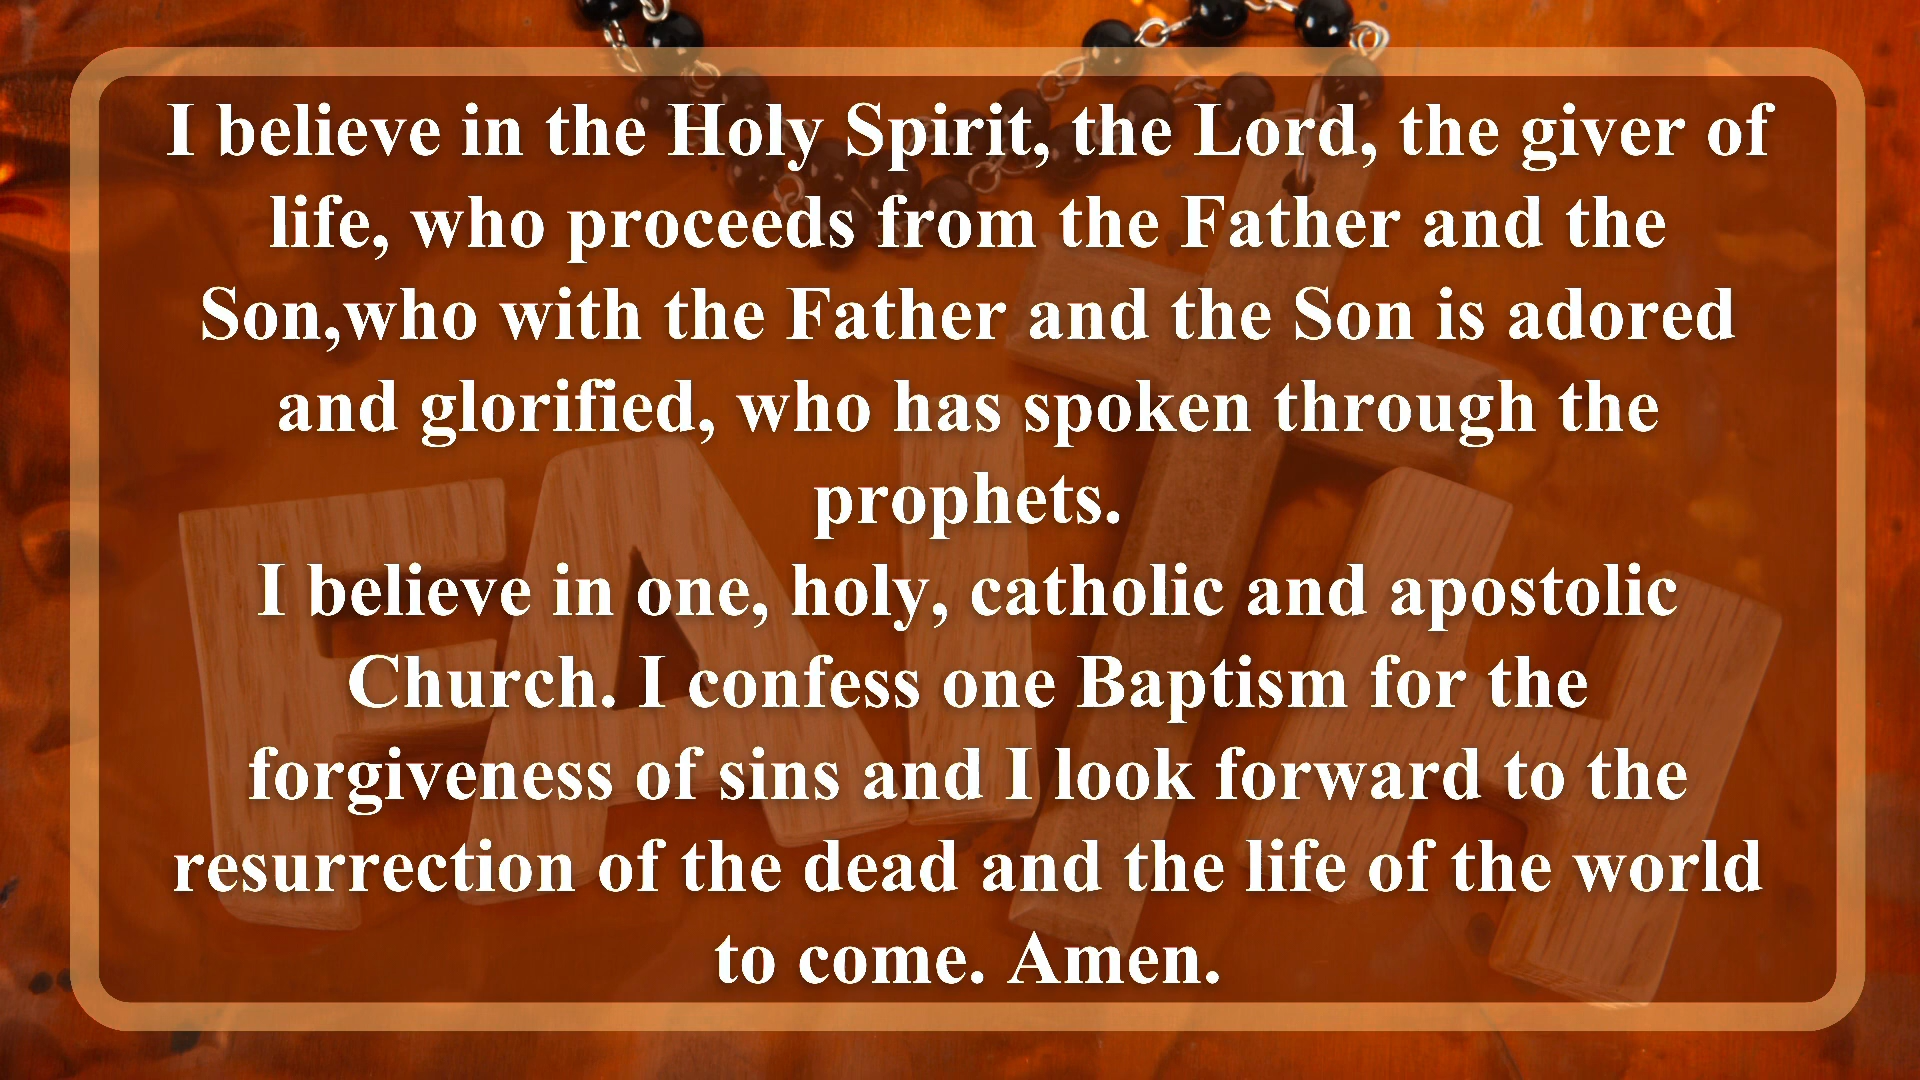 I believe in the Holy Spirit, the Lord, the giver of
life, who proceeds from the Father and the
Son,who with the Father and the Son is adored
and glorified, who has spoken through the
prophets.
I believe in one, holy, catholic and apostolic
Church. I confess one Baptism for the
forgiveness of sins and I look forward to the
resurrection of the dead and the life of the world
to come. Amen.
FAITH